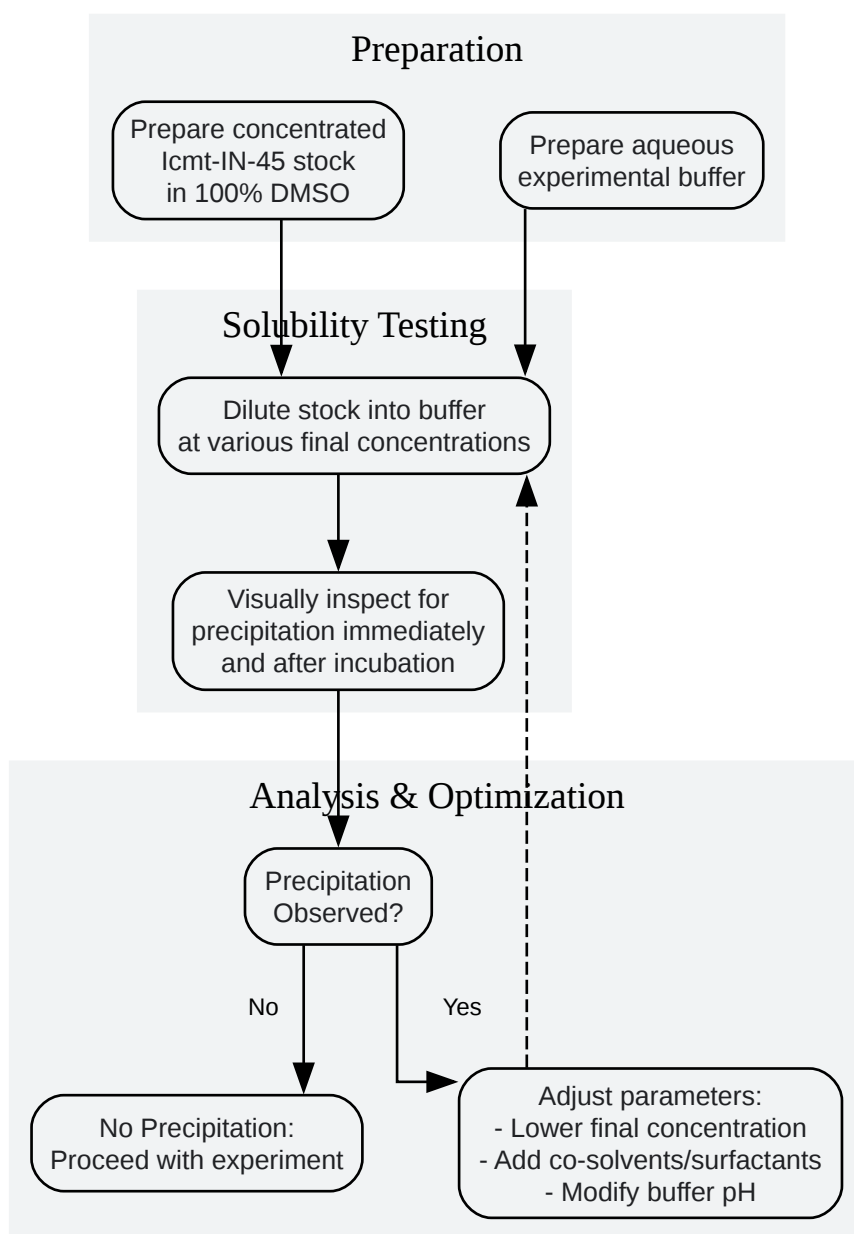 Preparation
Prepare concentrated
Icmt-IN-45 stock
in 100% DMSO
Prepare aqueous
experimental buffer
Solubility Testing
Dilute stock into buffer
at various final concentrations
Visually inspect for
precipitation immediately
and after incubation
Analysis & Optimization
Precipitation
Observed?
No
Yes
No Precipitation:
Proceed with experiment
Adjust parameters:
- Lower final concentration
- Add co-solvents/surfactants
- Modify buffer pH